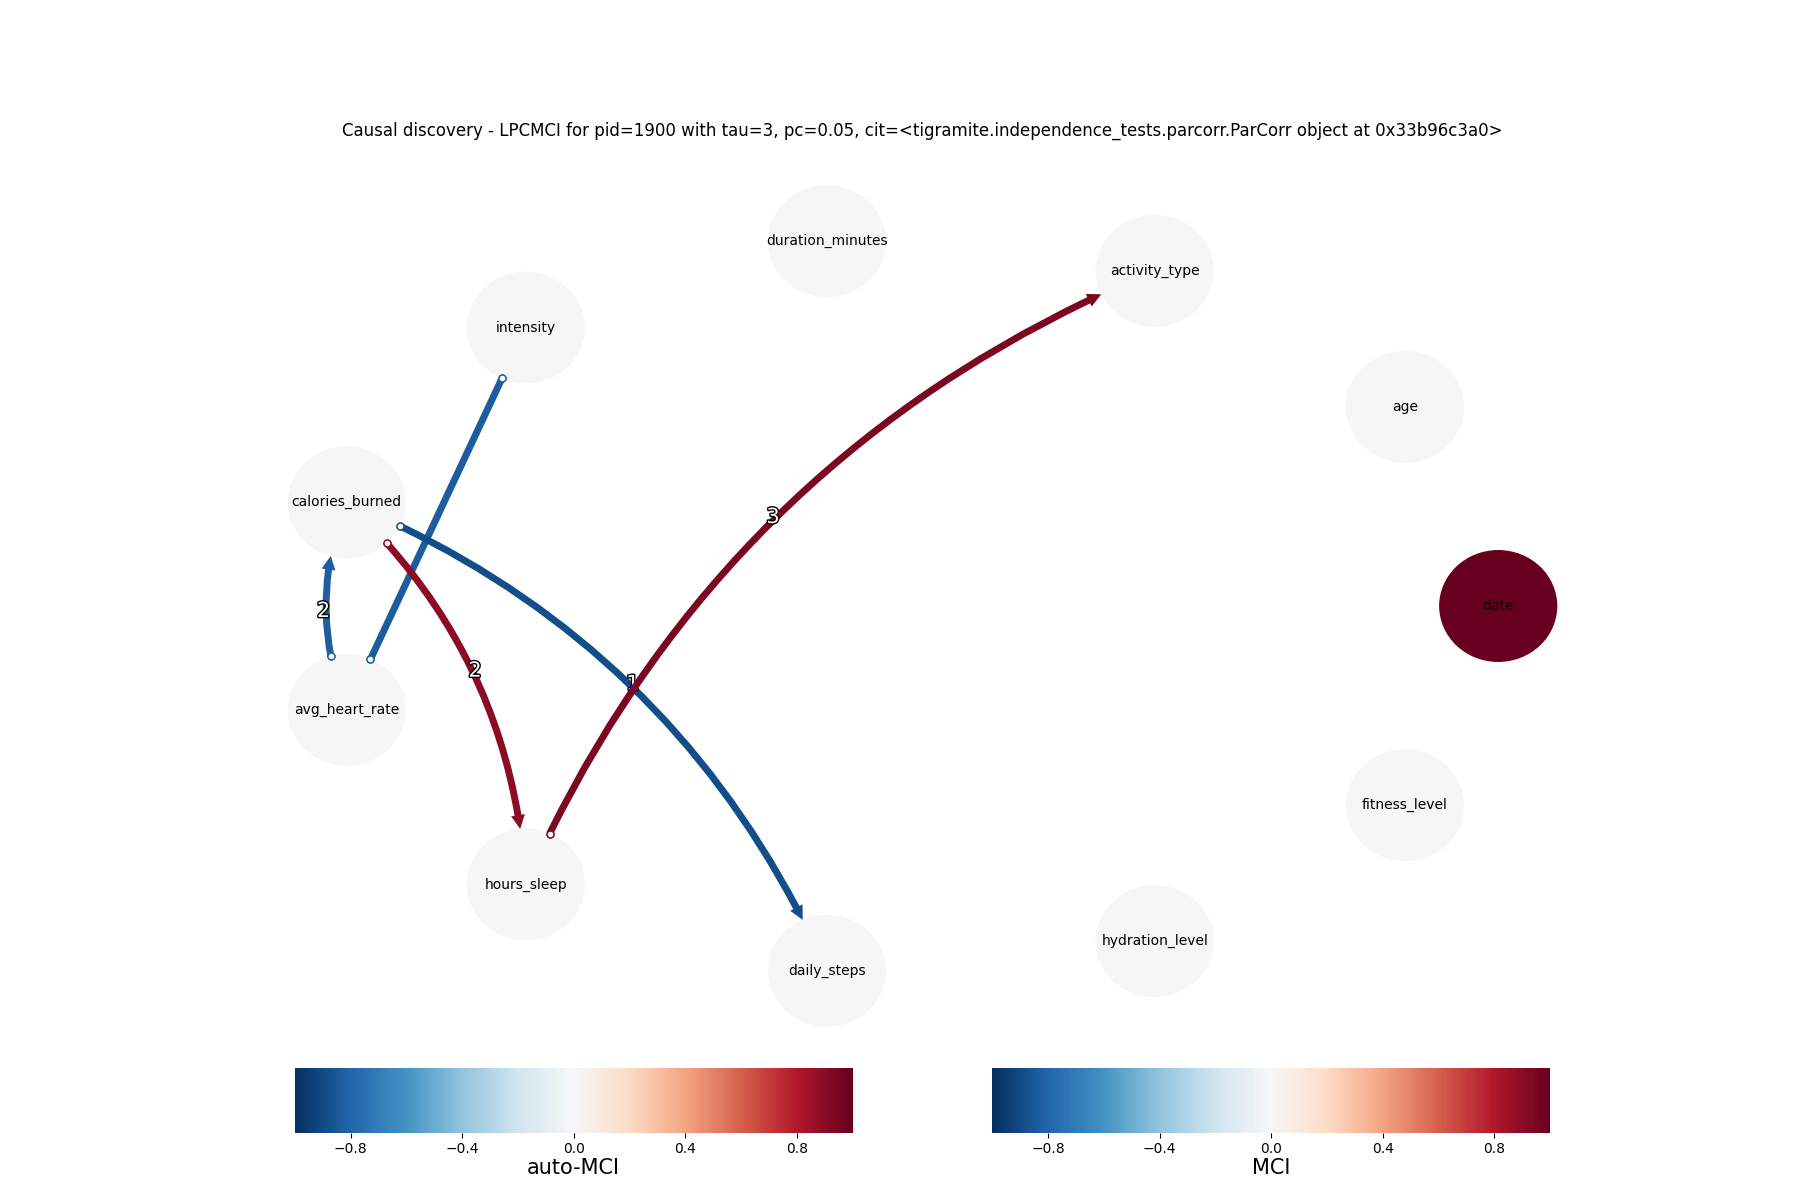 Causal discovery - LPCMCI for pid=1900 with tau=3, pc=0.05, cit=<tigramite.independence_tests.parcorr.ParCorr object at 0x33b96c3a0>
duration_minutes
activity_type
intensity
age
calories_burned
3
date
2
2
1
avg_heart_rate
fitness_level
hours_sleep
hydration_level
daily_steps
−0.8 −0.4 0.0 0.4 0.8
auto-MCI
−0.8 −0.4 0.0 0.4 0.8
MCI